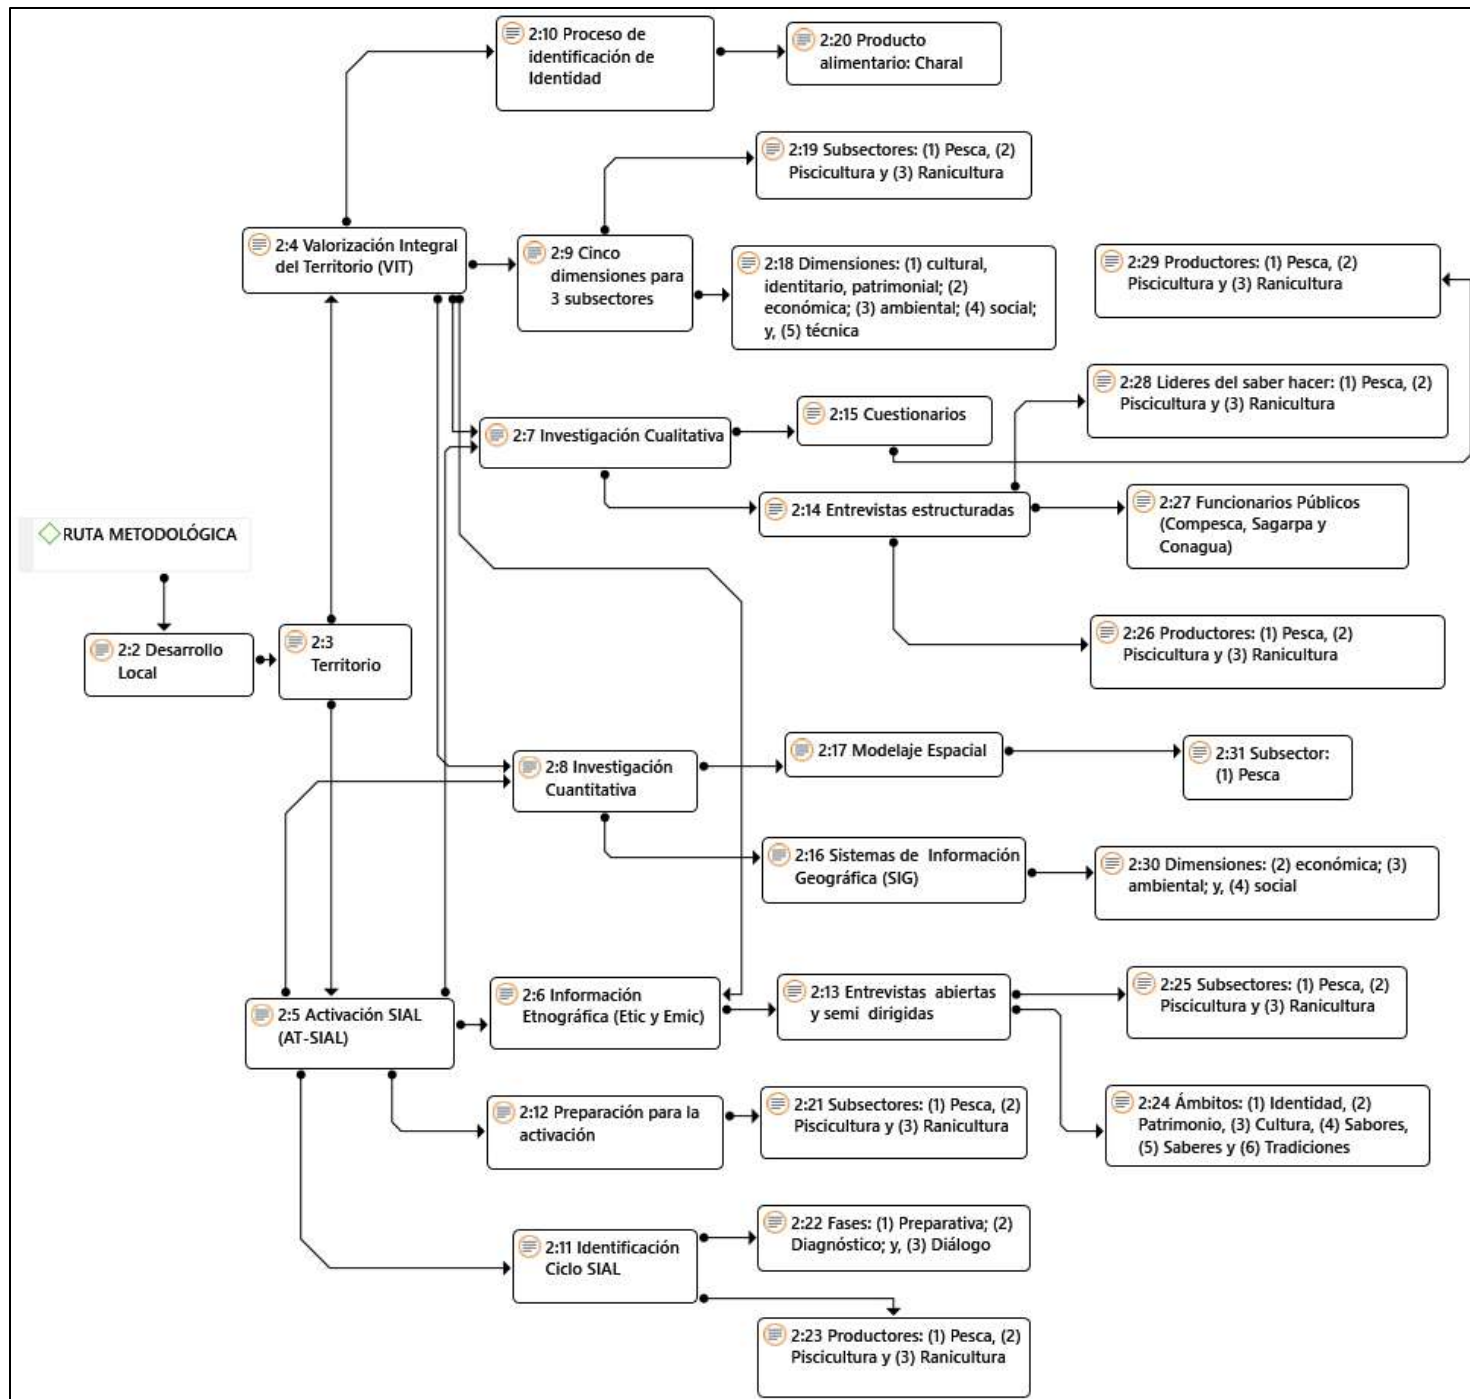 2:10 Proceso de
identificación de
Identidad
2:20 Producto
alimentario: Charal
2:19 Subsectores: (1) Pesca, (2)
Piscicultura y (3) Ranicultura
2:4 Valorización Integral
del Territorio (VIT)
2:9 Cinco
dimensiones para
3 subsectores
2:18 Dimensiones: (1) cultural,
identitario, patrimonial; (2)
económica; (3) ambiental; (4) social;
y, (5) técnica
2:29 Productores: (1) Pesca, (2)
Piscicultura y (3) Ranicultura
2:28 Lideres del saber hacer: (1) Pesca, (2)
Piscicultura y (3) Ranicultura
2:15 Cuestionarios
2:7 Investigación Cualitativa
2:14 Entrevistas estructuradas
2:27 Funcionarios Públicos
(Compesca, Sagarpa y
Conagua)
RUTA METODOLÓGICA
2:2 Desarrollo
Local
2:3
Territorio
2:26 Productores: (1) Pesca, (2)
Piscicultura y (3) Ranicultura
2:8 Investigación
Cuantitativa
2:17 Modelaje Espacial
2:31 Subsector:
(1) Pesca
2:16 Sistemas de Información
Geográfica (SIG)
2:30 Dimensiones: (2) económica; (3)
ambiental; y, (4) social
2:5 Activación SIAL
(AT-SIAL)
2:6 Información
Etnográfica (Etic y Emic)
2:13 Entrevistas abiertas
y semi dirigidas
2:25 Subsectores: (1) Pesca, (2)
Piscicultura y (3) Ranicultura
2:12 Preparación para la
activación
2:21 Subsectores: (1) Pesca, (2)
Piscicultura y (3) Ranicultura
2:24 Ámbitos: (1) Identidad, (2)
Patrimonio, (3) Cultura, (4) Sabores,
(5) Saberes y (6) Tradiciones
2:11 Identificación
Ciclo SIAL
2:22 Fases: (1) Preparativa; (2)
Diagnóstico; y, (3) Diálogo
2:23 Productores: (1) Pesca, (2)
Piscicultura y (3) Ranicultura